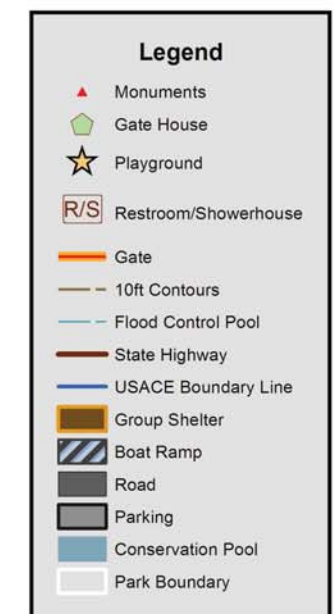 Legend
Monuments
Gate House
Playground
R/S Restroom/Showerhouse
Gate
10ft Contours
Flood Control Pool
State Highway
USACE Boundary Line
Group Shelter
Boat Ramp
Road
Parking
Conservation Pool
Park Boundary